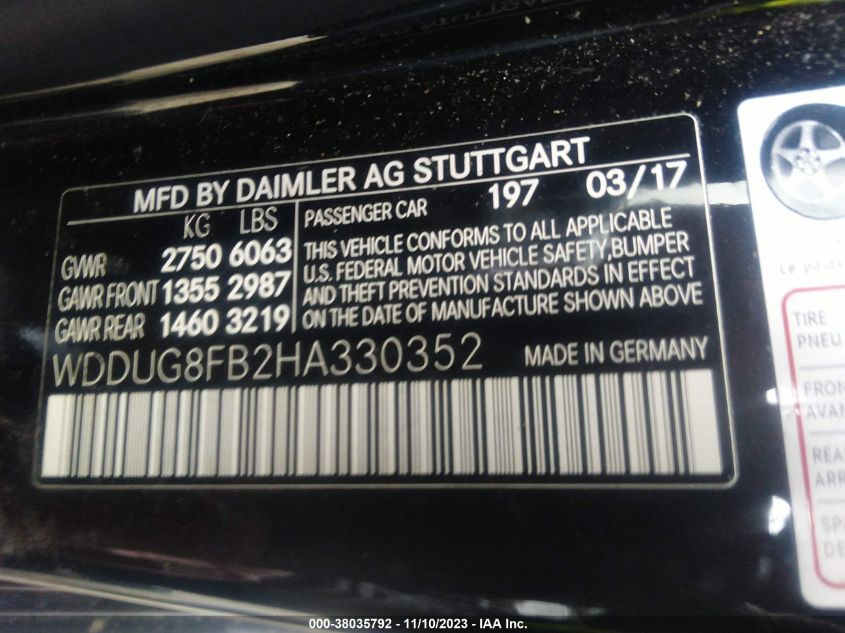 MFD BY DAIMLER AG STUTTGART
KG LBS
GVWR 2750 6063
GAWR FRONT 1355 2987
GAWR REAR 1460 3219
PASSENGER CAR 197 03/17
THIS VEHICLE CONFORMS TO ALL APPLICABLE
U.S. FEDERAL MOTOR VEHICLE SAFETY, BUMPER
AND THEFT PREVENTION STANDARDS IN EFFECT
ON THE DATE OF MANUFACTURE SHOWN ABOVE
WDDUG8FB2HA330352 MADE IN GERMANY
Le
TIRE
PNEU
000-38035792 — 11/10/2023 — IAA Inc.